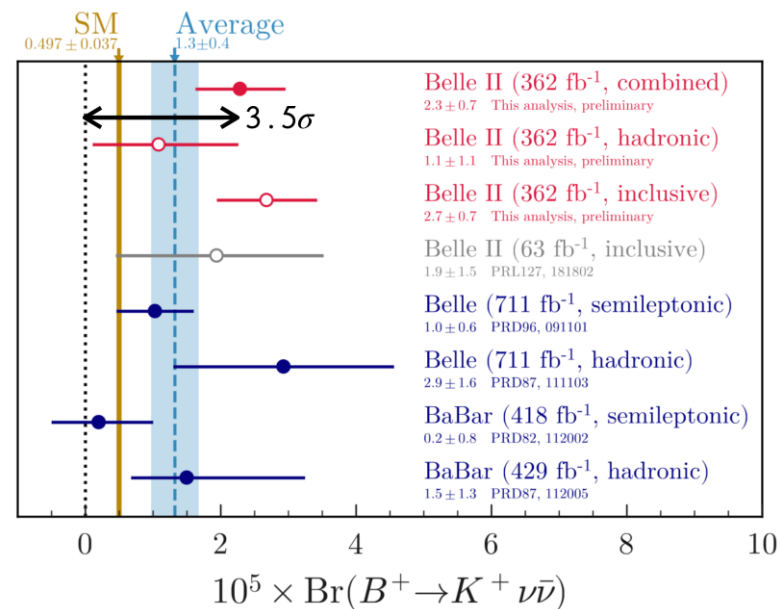 SM
0.497 ± 0.037
Average
1.3±0.4
Belle II (362 fb⁻¹, combined)
2.3±0.7 This analysis, preliminary
3.5σ
Belle II (362 fb⁻¹, hadronic)
1.1±1.1 This analysis, preliminary
Belle II (362 fb⁻¹, inclusive)
2.7±0.7 This analysis, preliminary
Belle II (63 fb⁻¹, inclusive)
1.9±1.5 PRL127, 181802
Belle (711 fb⁻¹, semileptonic)
1.0±0.6 PRD96, 091101
Belle (711 fb⁻¹, hadronic)
2.9±1.6 PRD87, 111103
BaBar (418 fb⁻¹, semileptonic)
0.2±0.8 PRD82, 112002
BaBar (429 fb⁻¹, hadronic)
1.5±1.3 PRD87, 112005
0 2 4 6 8 10
10⁵ × Br(B⁺→K⁺νν̄)